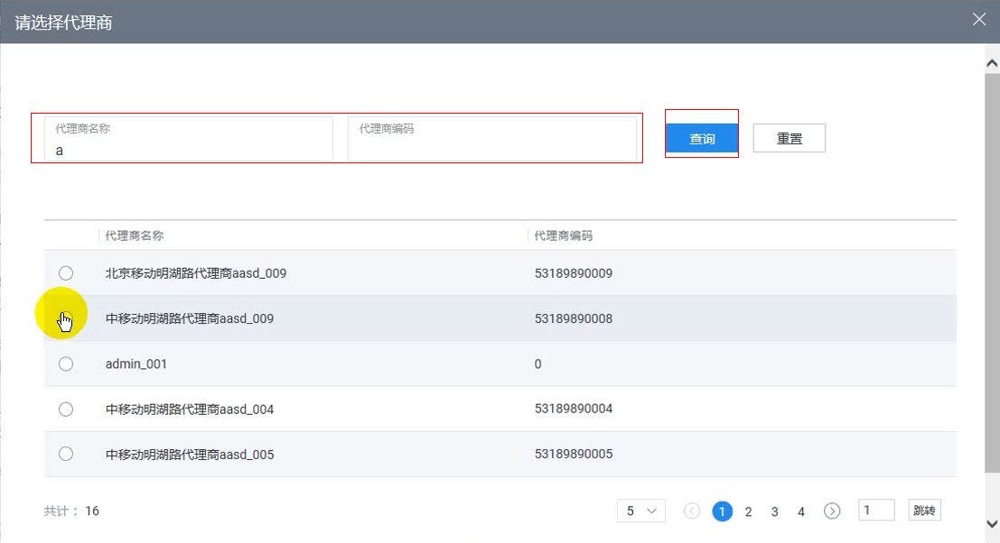 请选择代理商
代理商名称 代理商编码
a
查询 重置
代理商名称 代理商编码
北京移动明湖路代理商aasd_009 53189890009
中移动明湖路代理商aasd_009 53189890008
admin_001 0
中移动明湖路代理商aasd_004 53189890004
中移动明湖路代理商aasd_005 53189890005
共计： 16 5 1 2 3 4 1 跳转